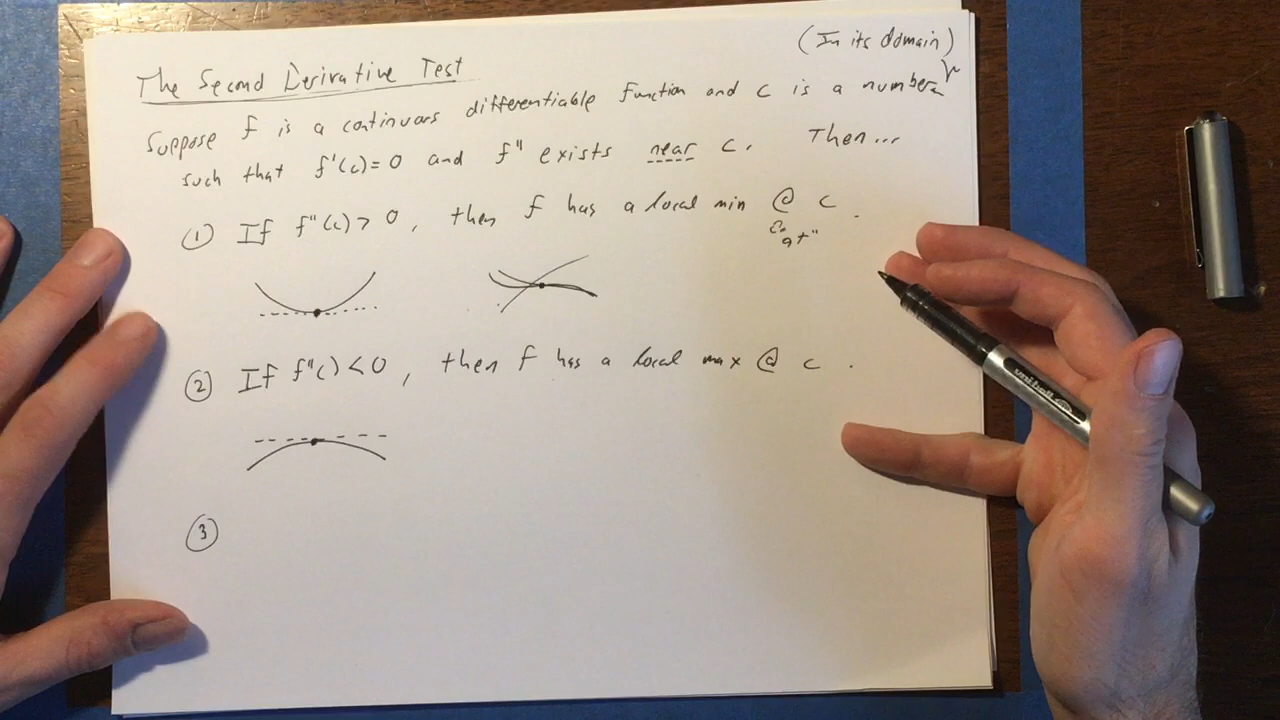 (In its domain)
The Second Derivative Test
Suppose f is a continuous differentiable function and c is a number
such that f'(c)=0 and f" exists near c. Then...
① If f"(c) > 0, then f has a local min @ c.
"at"
② If f"(c) < 0, then f has a local max @ c.
③
uni-ball